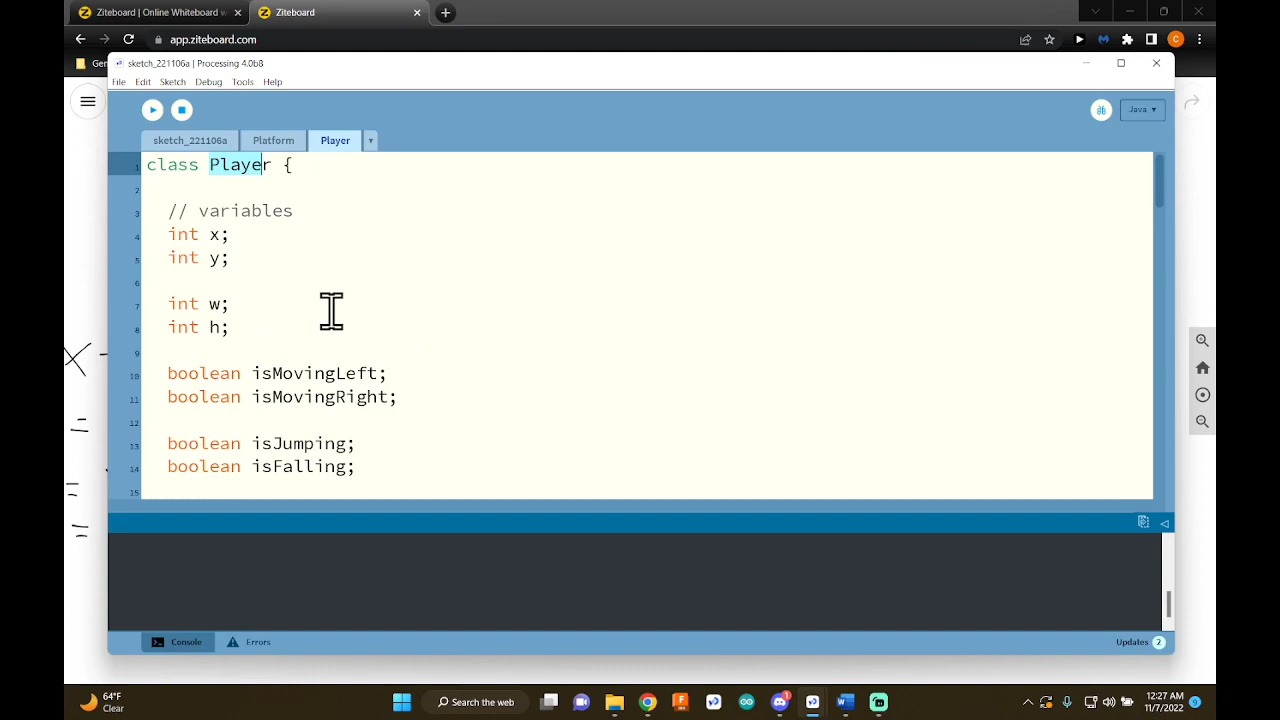 Ziteboard | Online Whiteboard w
Ziteboard
app.ziteboard.com
Gen
sketch_221106a | Processing 4.0b8
File Edit Sketch Debug Tools Help
Java
sketch_221106a Platform Player
1 class Player {
2
3 // variables
4 int x;
5 int y;
6
7 int w;
8 int h;
9
10 boolean isMovingLeft;
11 boolean isMovingRight;
12
13 boolean isJumping;
14 boolean isFalling;
15
X -
=
=
=
Console Errors Updates 2
64°F
Clear
Search the web
1
12:27 AM
11/7/2022
9